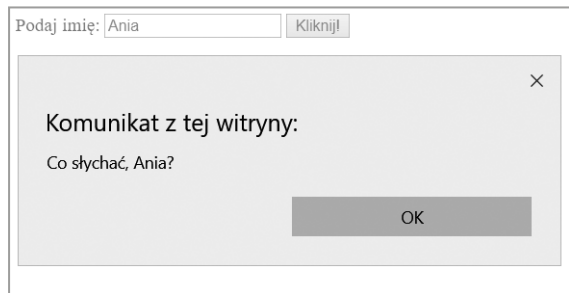 Podaj imię: Ania Kliknij!
Komunikat z tej witryny:
Co słychać, Ania?
OK